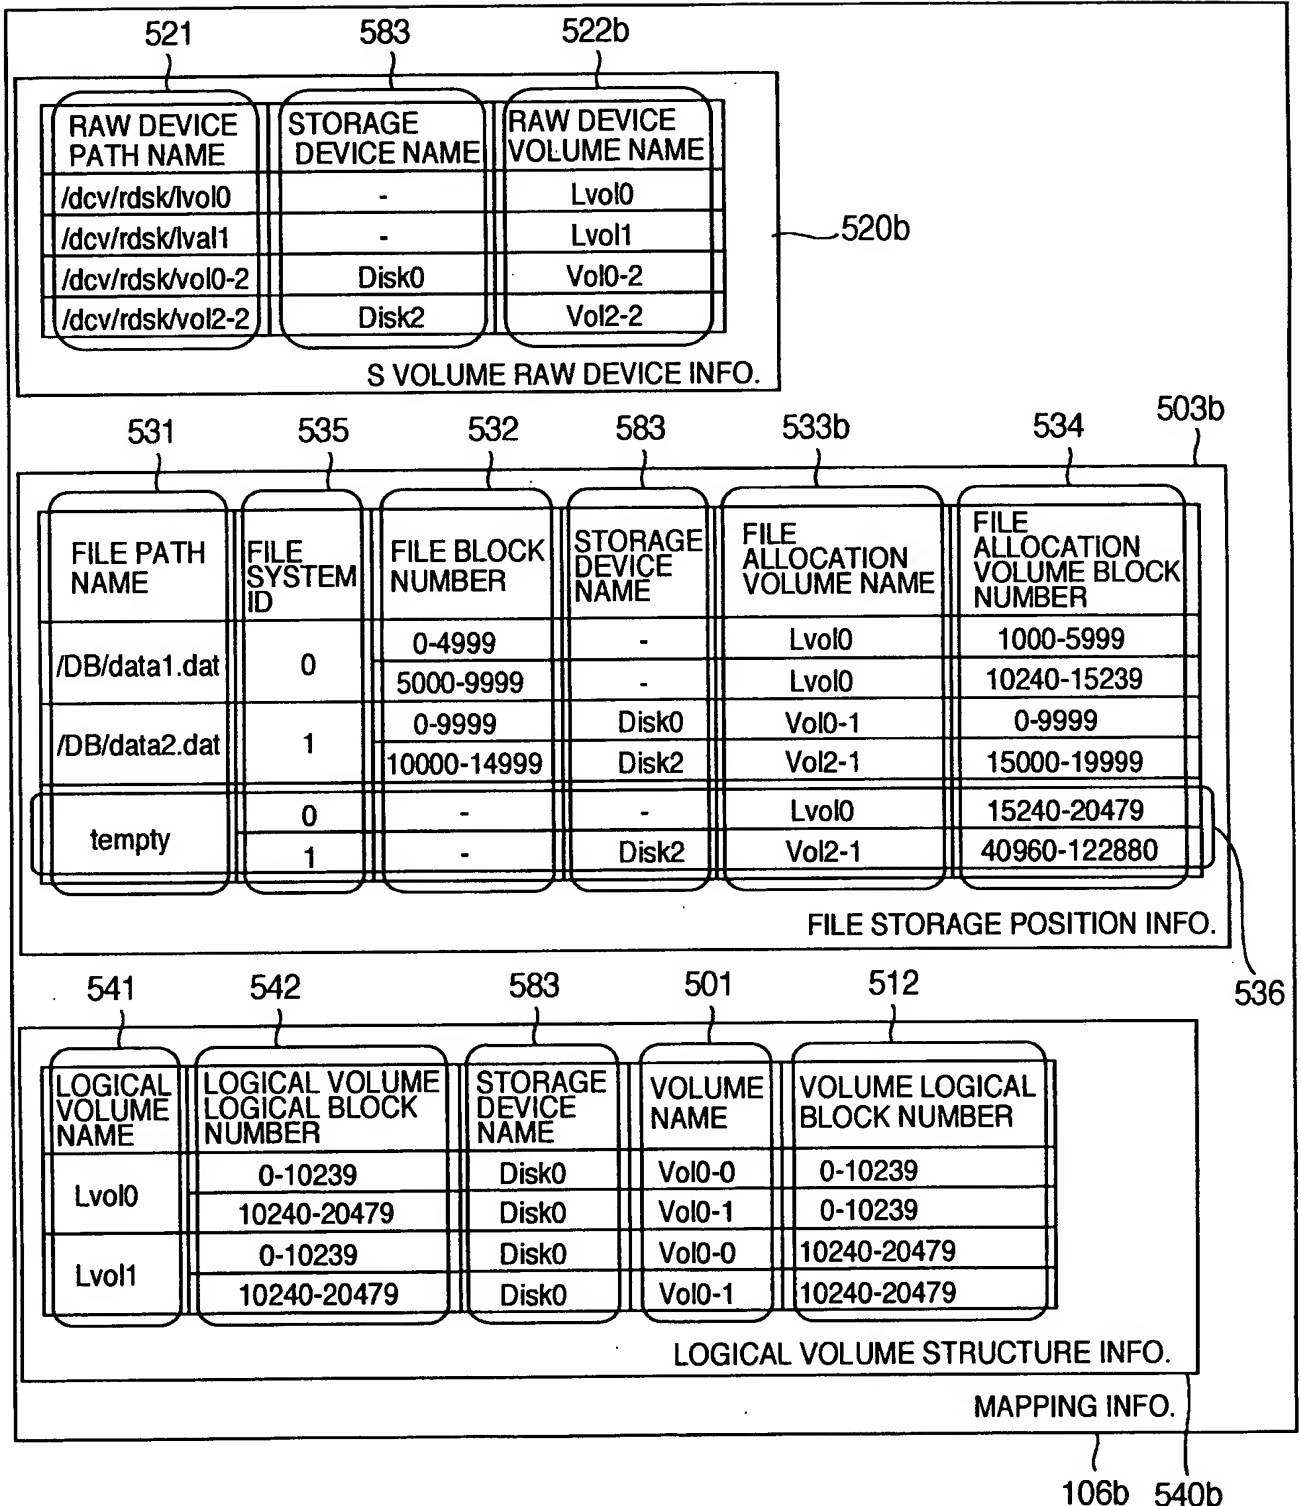 521 583 522b
RAW DEVICE PATH NAME STORAGE DEVICE NAME RAW DEVICE VOLUME NAME
/dcv/rdsk/lvol0 - Lvol0
/dcv/rdsk/lval1 - Lvol1
/dcv/rdsk/vol0-2 Disk0 Vol0-2
/dcv/rdsk/vol2-2 Disk2 Vol2-2
520b
S VOLUME RAW DEVICE INFO.
503b
531 535 532 583 533b 534
FILE PATH NAME FILE SYSTEM ID FILE BLOCK NUMBER STORAGE DEVICE NAME FILE ALLOCATION VOLUME NAME FILE ALLOCATION VOLUME BLOCK NUMBER
/DB/data1.dat 0 0-4999 - Lvol0 1000-5999
5000-9999 - Lvol0 10240-15239
/DB/data2.dat 1 0-9999 Disk0 Vol0-1 0-9999
10000-14999 Disk2 Vol2-1 15000-19999
tempty 0 - - Lvol0 15240-20479
1 - Disk2 Vol2-1 40960-122880
FILE STORAGE POSITION INFO.
536
541 542 583 501 512
LOGICAL VOLUME NAME LOGICAL VOLUME LOGICAL BLOCK NUMBER STORAGE DEVICE NAME VOLUME NAME VOLUME LOGICAL BLOCK NUMBER
Lvol0 0-10239 Disk0 Vol0-0 0-10239
10240-20479 Disk0 Vol0-1 0-10239
Lvol1 0-10239 Disk0 Vol0-0 10240-20479
10240-20479 Disk0 Vol0-1 10240-20479
LOGICAL VOLUME STRUCTURE INFO.
MAPPING INFO.
106b 540b